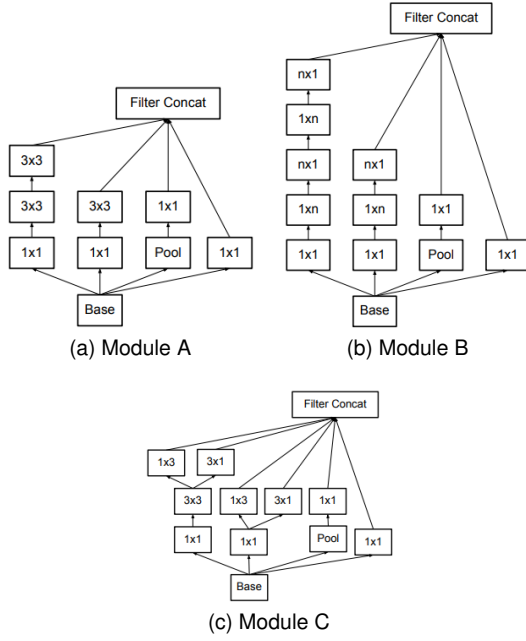 Filter Concat
3x3
3x3 3x3 1x1
1x1 1x1 Pool 1x1
Base
(a) Module A
Filter Concat
nx1
1xn
nx1 nx1
1xn 1xn 1x1
1x1 1x1 Pool 1x1
Base
(b) Module B
Filter Concat
1x3 3x1
3x3 1x3 3x1 1x1
1x1 1x1 Pool 1x1
Base
(c) Module C